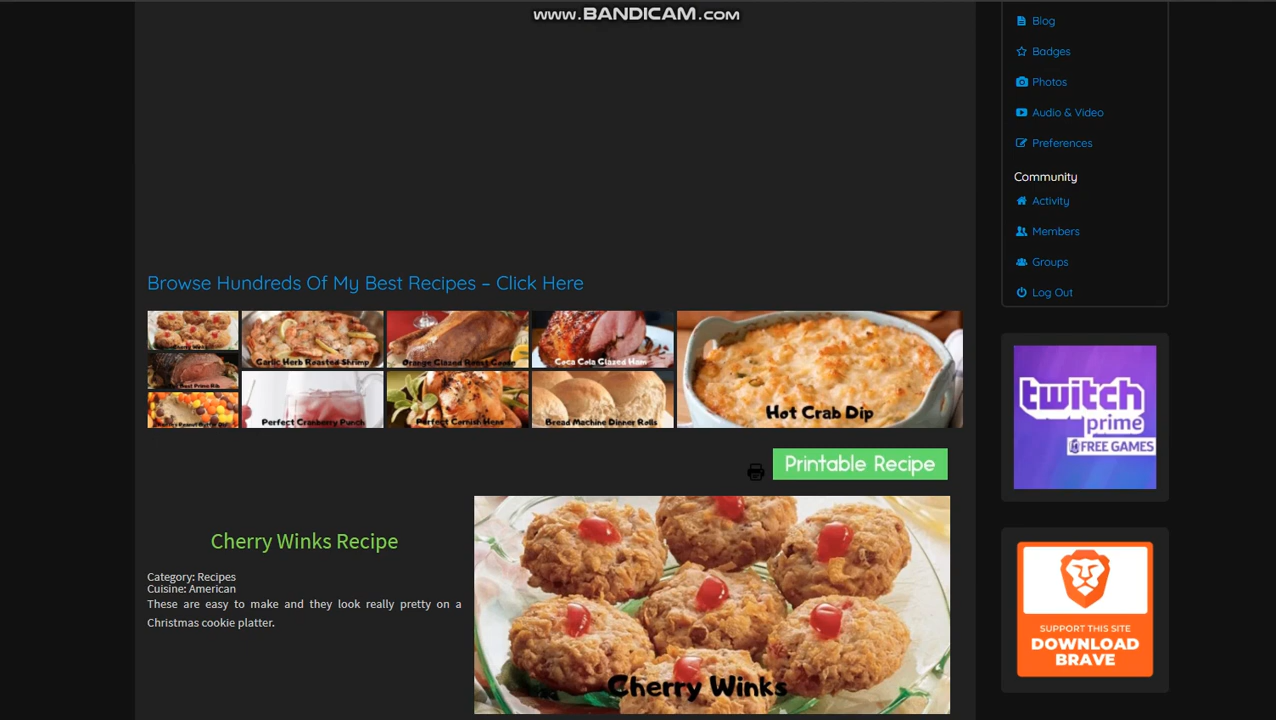 www.BANDICAM.com
Blog
Badges
Photos
Audio & Video
Preferences
Community
Activity
Members
Groups
Log Out
Browse Hundreds Of My Best Recipes – Click Here
Garlic Herb Roasted Shrimp
Orange Glazed Roast Goose
Coca Cola Glazed Ham
Hot Crab Dip
Perfect Cranberry Punch
Perfect Cornish Hens
Bread Machine Dinner Rolls
twitch
prime
FREE GAMES
Printable Recipe
Cherry Winks Recipe
Category: Recipes
Cuisine: American
These are easy to make and they look really pretty on a
Christmas cookie platter.
Cherry Winks
SUPPORT THIS SITE
DOWNLOAD
BRAVE